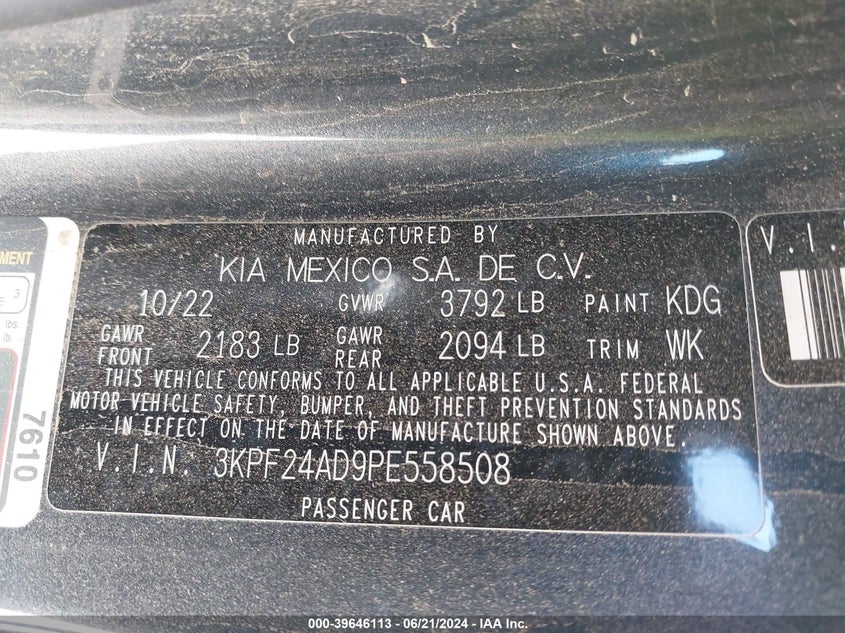 MANUFACTURED BY
KIA MEXICO S.A. DE C.V.
10/22 GVWR 3792 LB PAINT KDG
GAWR FRONT 2183 LB GAWR REAR 2094 LB TRIM WK
THIS VEHICLE CONFORMS TO ALL APPLICABLE U.S.A. FEDERAL
MOTOR VEHICLE SAFETY, BUMPER, AND THEFT PREVENTION STANDARDS
IN EFFECT ON THE DATE OF MANUFACTURE SHOWN ABOVE.
V.I.N. 3KPF24AD9PE558508
PASSENGER CAR
V.I.
3
lbs
lb.
7610
000-39646113 - 06/21/2024 - IAA Inc.